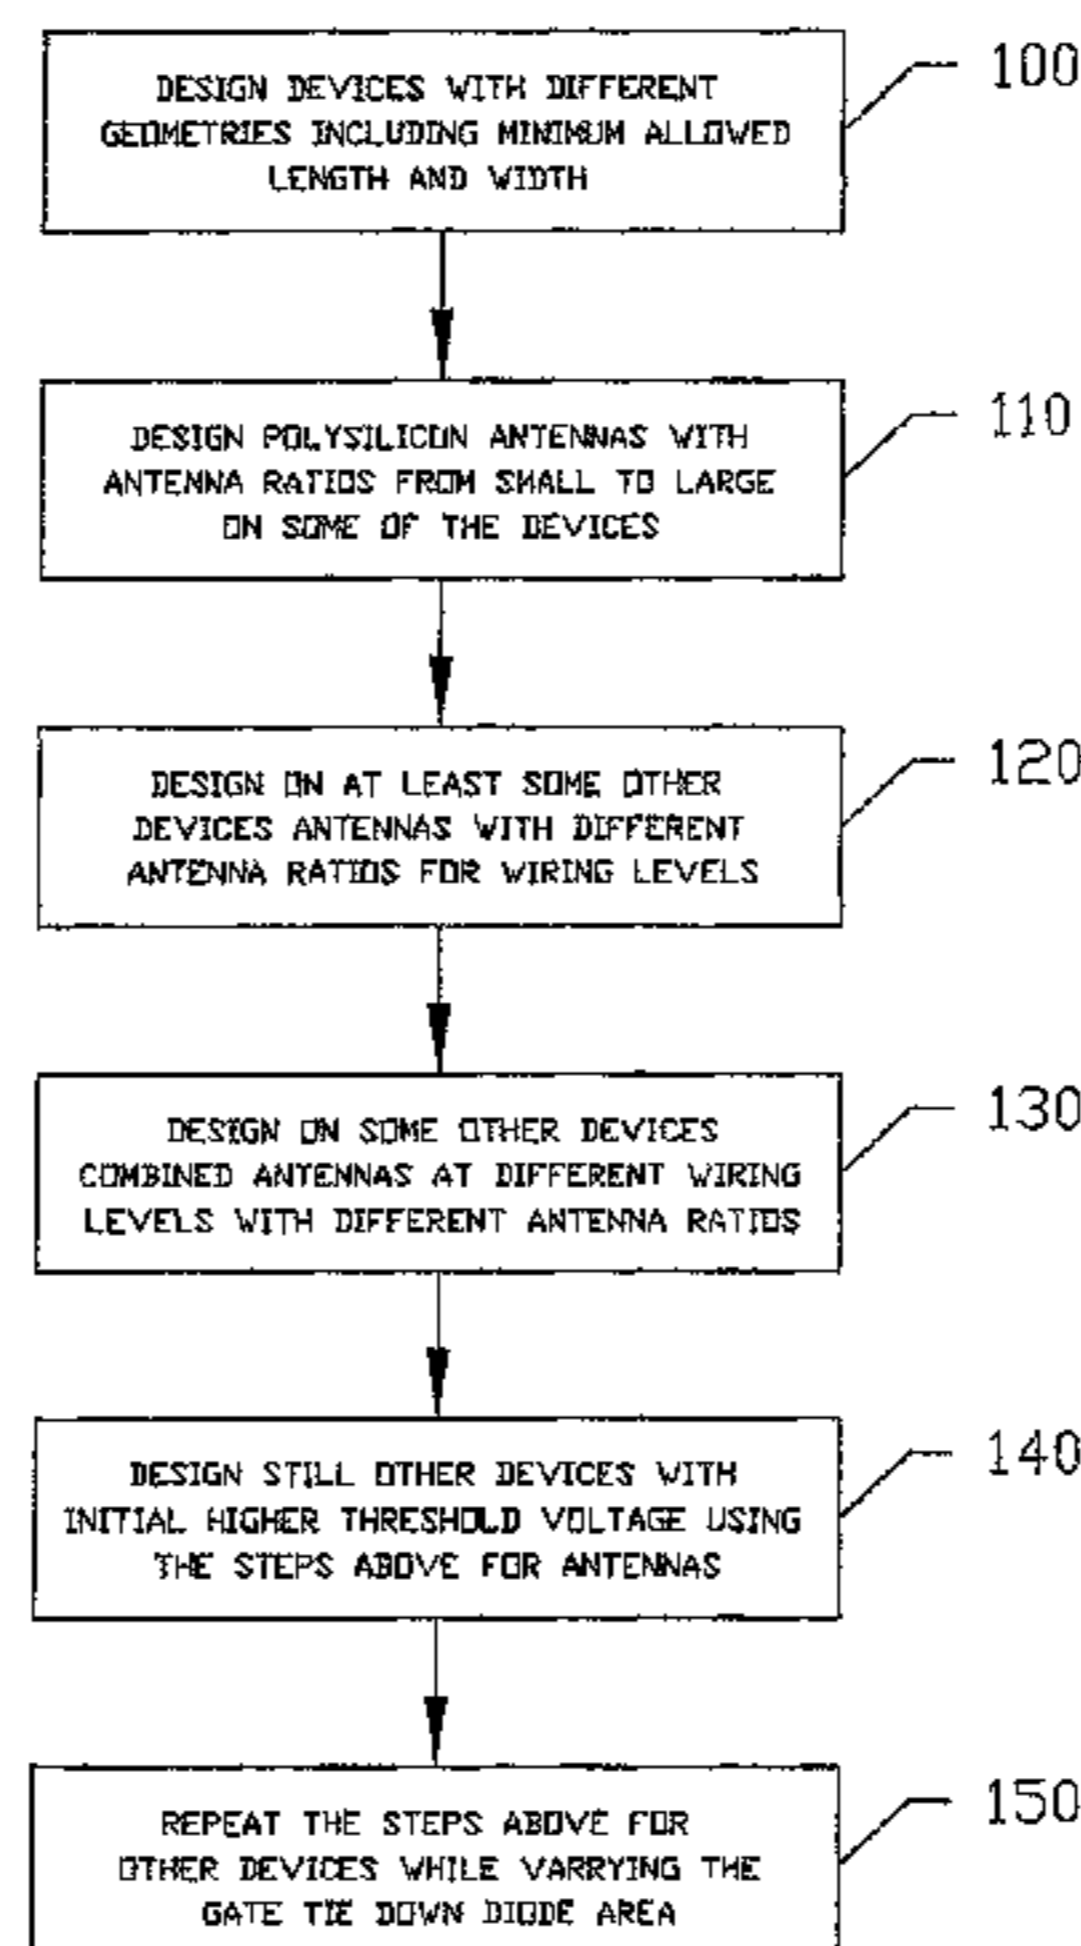 DESIGN DEVICES WITH DIFFERENT
GEOMETRIES INCLUDING MINIMUM ALLOWED
LENGTH AND WIDTH
100
DESIGN POLYSILICON ANTENNAS WITH
ANTENNA RATIOS FROM SMALL TO LARGE
ON SOME OF THE DEVICES
110
DESIGN ON AT LEAST SOME OTHER
DEVICES ANTENNAS WITH DIFFERENT
ANTENNA RATIOS FOR WIRING LEVELS
120
DESIGN ON SOME OTHER DEVICES
COMBINED ANTENNAS AT DIFFERENT WIRING
LEVELS WITH DIFFERENT ANTENNA RATIOS
130
DESIGN STILL OTHER DEVICES WITH
INITIAL HIGHER THRESHOLD VOLTAGE USING
THE STEPS ABOVE FOR ANTENNAS
140
REPEAT THE STEPS ABOVE FOR
OTHER DEVICES WHILE VARRYING THE
GATE TIE DOWN DIODE AREA
150